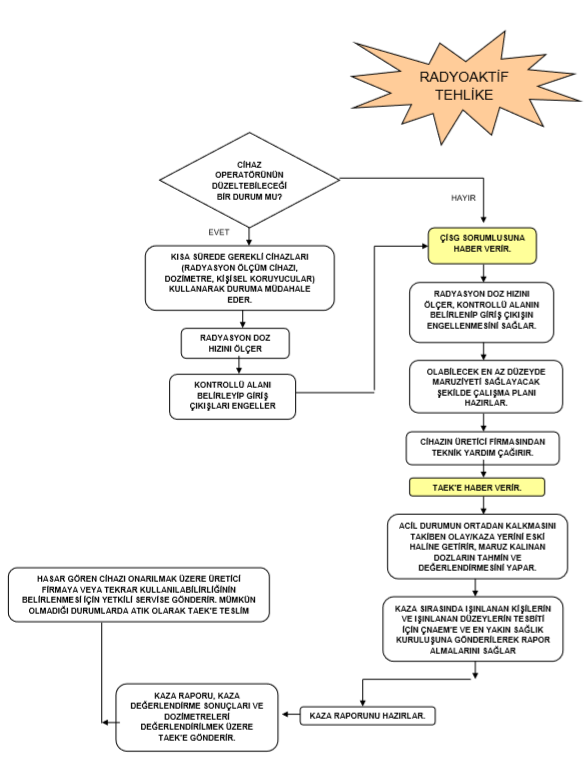 RADYOAKTİF
TEHLİKE
CİHAZ
OPERATÖRÜNÜN
DÜZELTEBİLECEĞİ
BİR DURUM MU?
HAYIR
EVET
ÇİSG SORUMLUSUNA
HABER VERİR.
KISA SÜREDE GEREKLİ CİHAZLARI
(RADYASYON ÖLÇÜM CİHAZI,
DOZİMETRE, KİŞİSEL KORUYUCULAR)
KULLANARAK DURUMA MÜDAHALE
EDER.
RADYASYON DOZ
HIZINI ÖLÇER
KONTROLLÜ ALANI
BELİRLEYİP GİRİŞ
ÇIKIŞLARI ENGELLER
RADYASYON DOZ HIZINI
ÖLÇER, KONTROLLÜ ALANIN
BELİRLENİP GİRİŞ ÇIKIŞIN
ENGELLENMESİNİ SAĞLAR.
OLABİLECEK EN AZ DÜZEYDE
MARUZİYETİ SAĞLAYACAK
ŞEKİLDE ÇALIŞMA PLANI
HAZIRLAR.
CİHAZIN ÜRETİCİ FİRMASINDAN
TEKNİK YARDIM ÇAĞIRIR.
TAEK'E HABER VERİR.
ACİL DURUMUN ORTADAN KALKMASINI
TAKİBEN OLAY/KAZA YERİNİ ESKİ
HALİNE GETİRİR, MARUZ KALINAN
DOZLARIN TAHMİN VE
DEĞERLENDİRMESİNİ YAPAR.
KAZA SIRASINDA IŞINLANAN KİŞİLERİN
VE IŞINLANAN DÜZEYLERİN TESBİTİ
İÇİN ÇNAEM'E VE EN YAKIN SAĞLIK
KURULUŞUNA GÖNDERİLEREK RAPOR
ALMALARINI SAĞLAR
HASAR GÖREN CİHAZI ONARILMAK ÜZERE ÜRETİCİ
FİRMAYA VEYA TEKRAR KULLANILABİLİRLİĞİNİN
BELİRLENMESİ İÇİN YETKİLİ SERVİSE GÖNDERİR. MÜMKÜN
OLMADIĞI DURUMLARDA ATIK OLARAK TAEK'E TESLİM
KAZA RAPORUNU HAZIRLAR.
KAZA RAPORU, KAZA
DEĞERLENDİRME SONUÇLARI VE
DOZİMETRELERİ
DEĞERLENDİRİLMEK ÜZERE
TAEK'E GÖNDERİR.